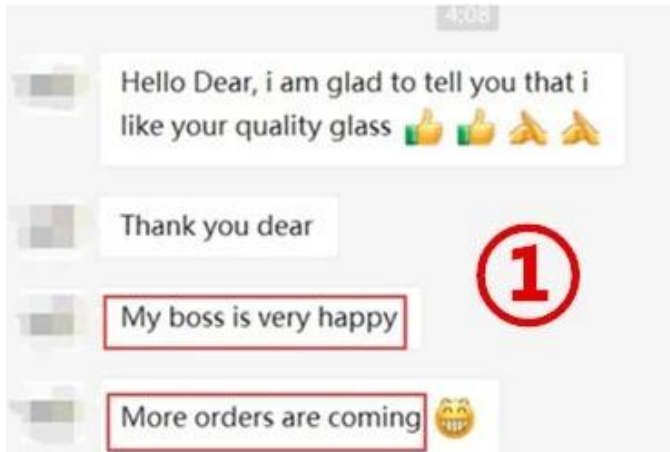 4:08
Hello Dear, i am glad to tell you that i
like your quality glass 👍 👍 🙏 🙏
Thank you dear
1
My boss is very happy
More orders are coming 😁